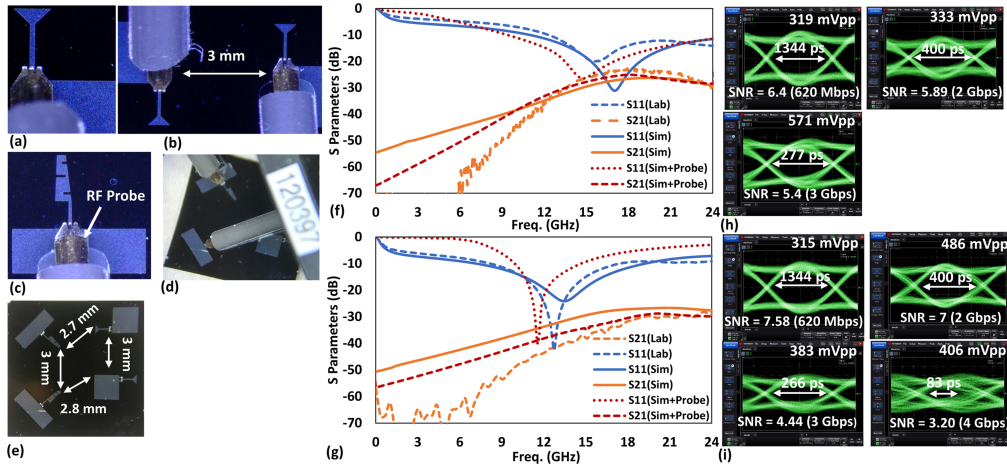 (a)
3 mm
(b)
RF Probe
(c)
120397
(d)
2.7 mm
3 mm
3 mm
2.8 mm
(e)
S Parameters (dB)
0
-10
-20
-30
-40
-50
-60
-70
S11(Lab)
S21(Lab)
S11(Sim)
S21(Sim)
S11(Sim+Probe)
S21(Sim+Probe)
0 3 6 9 12 15 18 21 24
Freq. (GHz)
(f)
S Parameters (dB)
0
-10
-20
-30
-40
-50
-60
-70
S21(Lab)
S11(Lab)
S11(Sim)
S21(Sim)
S11(Sim+Probe)
S21(Sim+Probe)
0 3 6 9 12 15 18 21 24
Freq. (GHz)
(g)
319 mVpp
1344 ps
SNR = 6.4 (620 Mbps)
333 mVpp
400 ps
SNR = 5.89 (2 Gbps)
571 mVpp
277 ps
SNR = 5.4 (3 Gbps)
(h)
315 mVpp
1344 ps
SNR = 7.58 (620 Mbps)
486 mVpp
400 ps
SNR = 7 (2 Gbps)
383 mVpp
266 ps
SNR = 4.44 (3 Gbps)
406 mVpp
83 ps
SNR = 3.20 (4 Gbps)
(i)